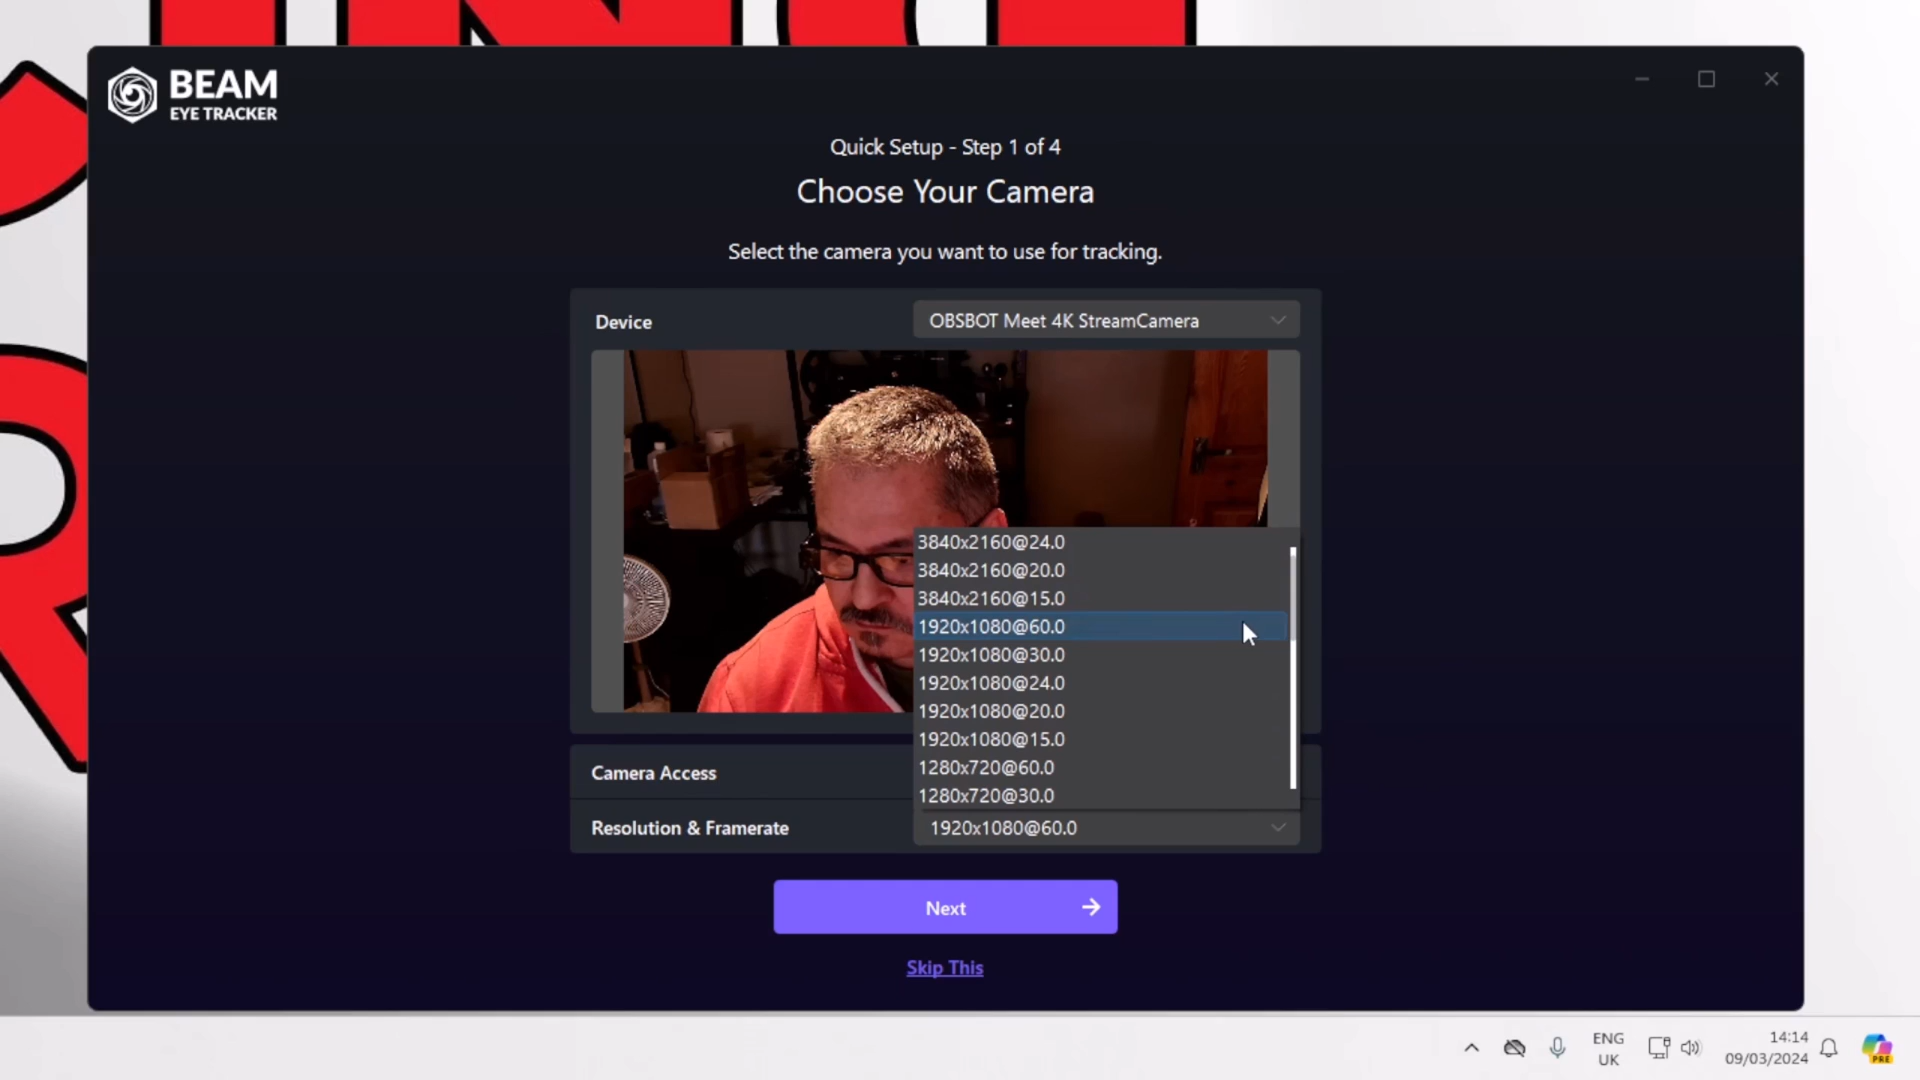 BEAM
EYE TRACKER
Quick Setup - Step 1 of 4
Choose Your Camera
Select the camera you want to use for tracking.
Device
OBSBOT Meet 4K StreamCamera
3840x2160@24.0
3840x2160@20.0
3840x2160@15.0
1920x1080@60.0
1920x1080@30.0
1920x1080@24.0
1920x1080@20.0
1920x1080@15.0
1280x720@60.0
1280x720@30.0
Camera Access
Resolution & Framerate
1920x1080@60.0
Next
Skip This
ENG
UK
14:14
09/03/2024
PRE